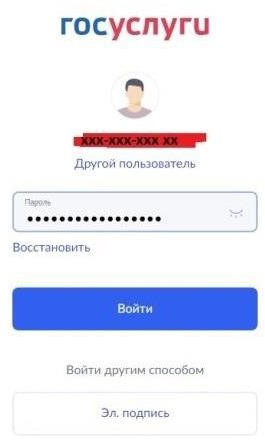 госуслуги
xxx-xxx-xxx xx
Другой пользователь
Пароль
•••••••••••••••••
Восстановить
Войти
Войти другим способом
Эл. подпись